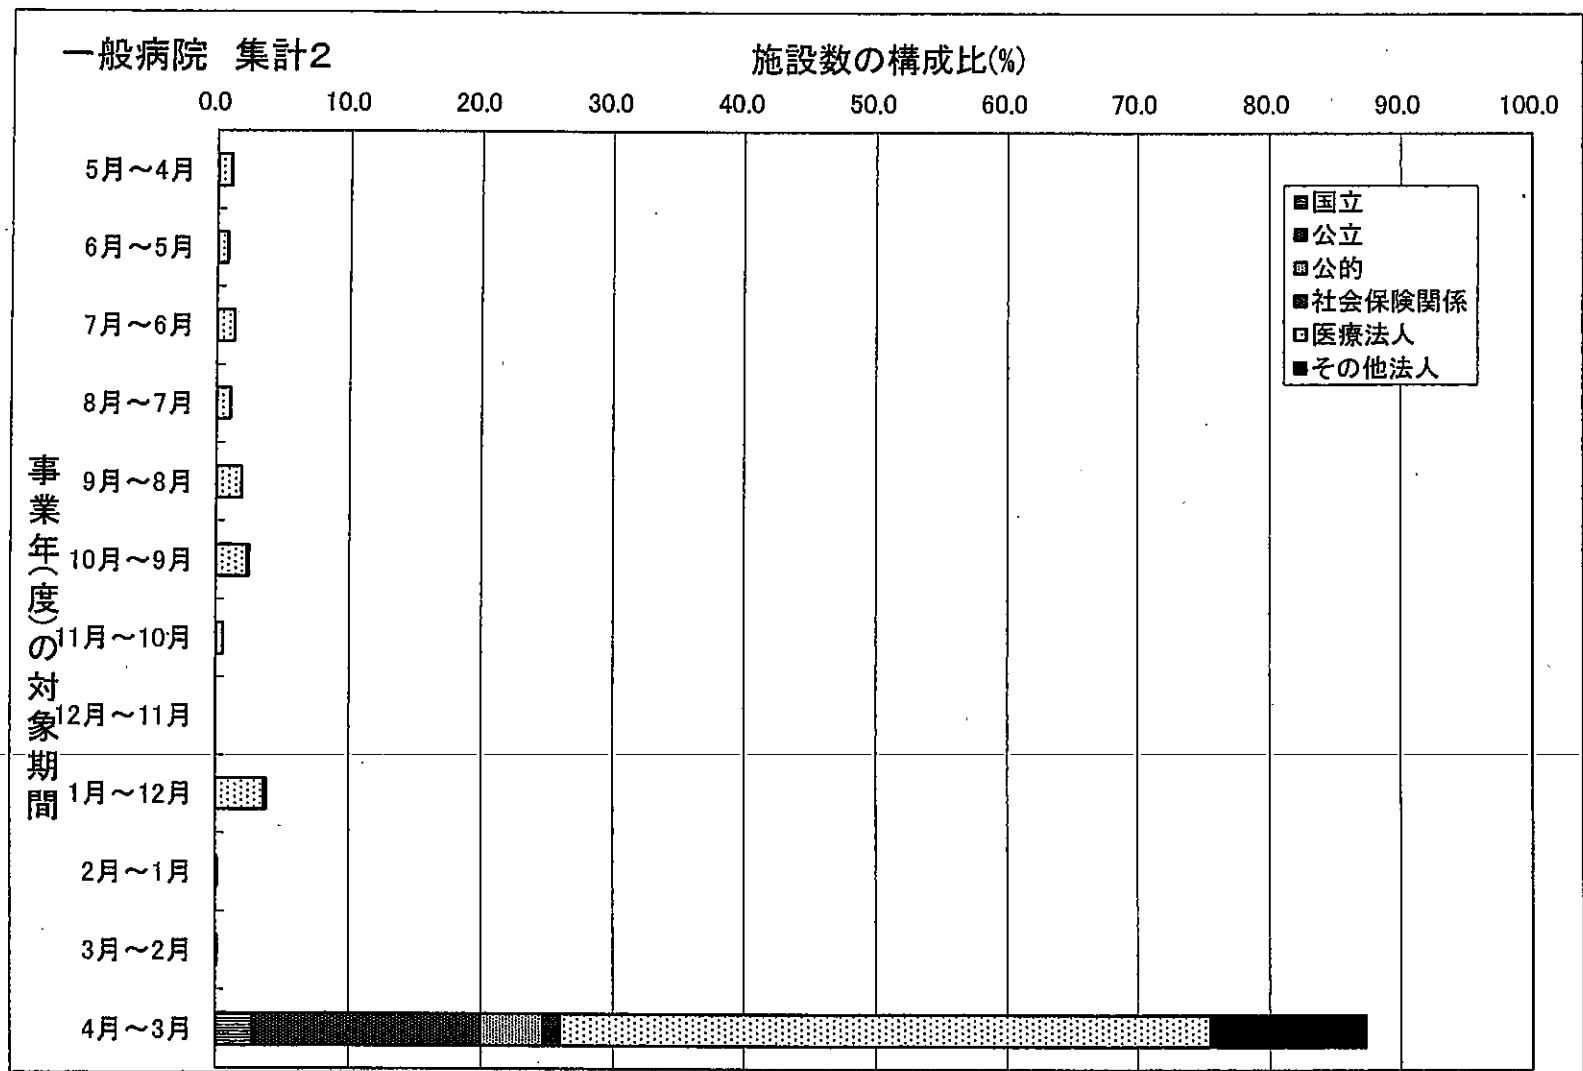 一般病院 集計2
施設数の構成比(%)
0.0 10.0 20.0 30.0 40.0 50.0 60.0 70.0 80.0 90.0 100.0
事業年(度)の対象期間
5月～4月
6月～5月
7月～6月
8月～7月
9月～8月
10月～9月
11月～10月
12月～11月
1月～12月
2月～1月
3月～2月
4月～3月
国立
公立
公的
社会保険関係
医療法人
その他法人